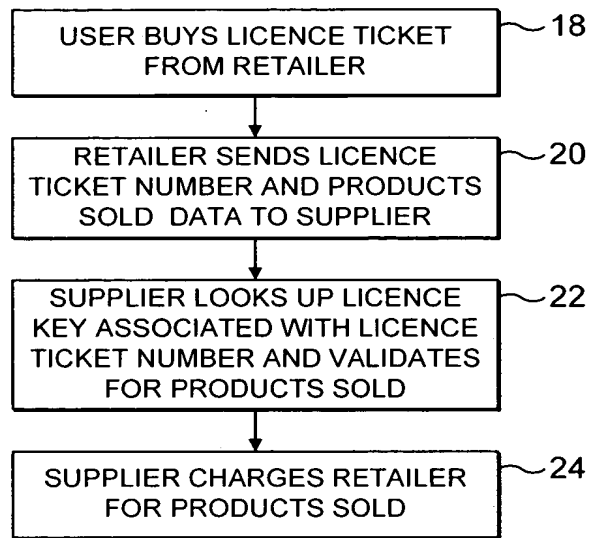 USER BUYS LICENCE TICKET
FROM RETAILER
18
RETAILER SENDS LICENCE
TICKET NUMBER AND PRODUCTS
SOLD DATA TO SUPPLIER
20
SUPPLIER LOOKS UP LICENCE
KEY ASSOCIATED WITH LICENCE
TICKET NUMBER AND VALIDATES
FOR PRODUCTS SOLD
22
SUPPLIER CHARGES RETAILER
FOR PRODUCTS SOLD
24